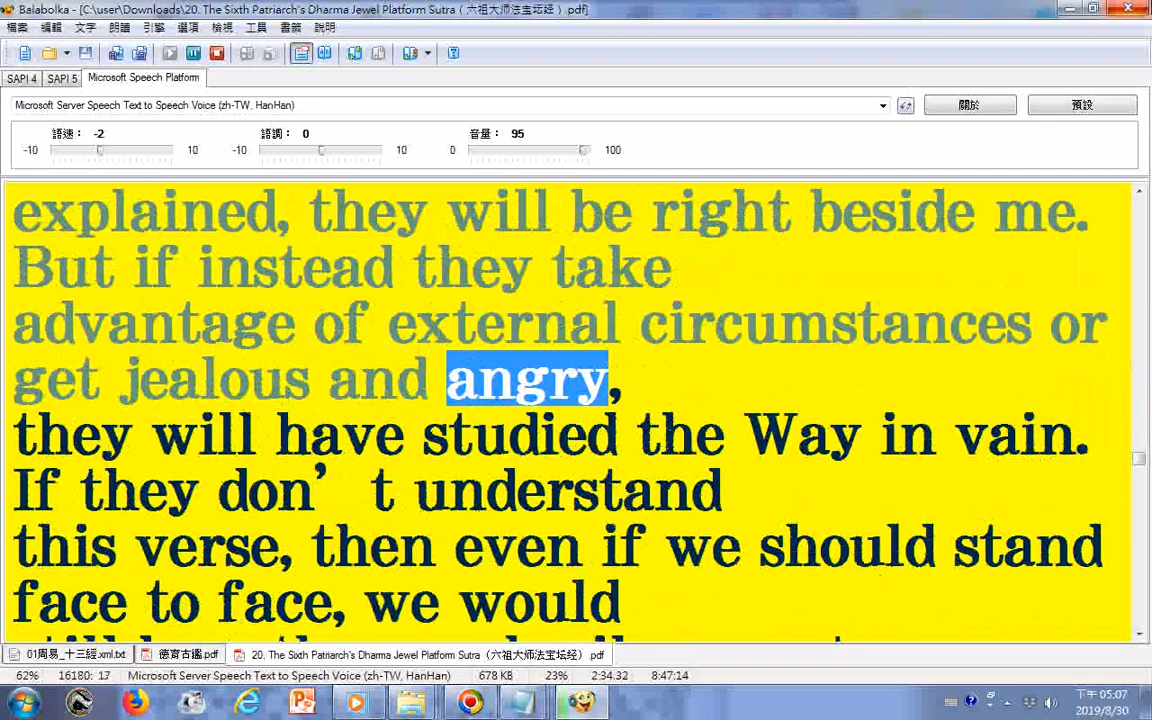 Balabolka - [C:\user\Downloads\20. The Sixth Patriarch's Dharma Jewel Platform Sutra（六祖大师法宝坛经）.pdf]
檔案 編輯 文字 朗讀 引擎 選項 檢視 工具 書籤 說明
SAPI 4 SAPI 5 Microsoft Speech Platform
Microsoft Server Speech Text to Speech Voice (zh-TW, HanHan) 關於 預設
語速： -2 語調： 0 音量： 95
-10 10 -10 10 0 100
explained, they will be right beside me.
But if instead they take
advantage of external circumstances or
get jealous and angry,
they will have studied the Way in vain.
If they don’t understand
this verse, then even if we should stand
face to face, we would
01周易_十三經.xml.txt 德育古鑑.pdf 20. The Sixth Patriarch's Dharma Jewel Platform Sutra（六祖大师法宝坛经）.pdf
62% 16180: 17 Microsoft Server Speech Text to Speech Voice (zh-TW, HanHan) 678 KB 23% 2:34.32 8:47:14
下午 05:07
2019/8/30